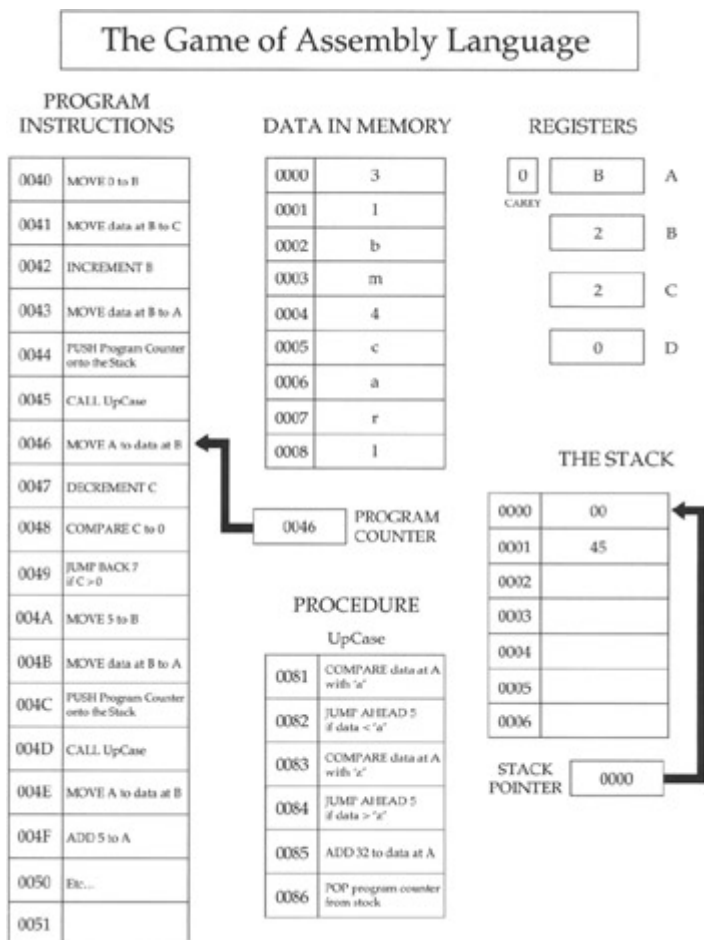 The Game of Assembly Language
PROGRAM
INSTRUCTIONS
0040 MOVE 0 to B
0041 MOVE data at B to C
0042 INCREMENT B
0043 MOVE data at B to A
0044 PUSH Program Counter
onto the Stack
0045 CALL UpCase
0046 MOVE A to data at B
0047 DECREMENT C
0048 COMPARE C to 0
0049 JUMP BACK 7
if C > 0
004A MOVE 5 to B
004B MOVE data at B to A
004C PUSH Program Counter
onto the Stack
004D CALL UpCase
004E MOVE A to data at B
004F ADD 5 to A
0050 Etc...
0051
DATA IN MEMORY
0000 3
0001 l
0002 b
0003 m
0004 4
0005 c
0006 a
0007 r
0008 l
0046 PROGRAM
COUNTER
PROCEDURE
UpCase
0081 COMPARE data at A
with 'a'
0082 JUMP AHEAD 5
if data < 'a'
0083 COMPARE data at A
with 'z'
0084 JUMP AHEAD 5
if data > 'z'
0085 ADD 32 to data at A
0086 POP program counter
from stock
REGISTERS
0 B A
CAREY
2 B
2 C
0 D
THE STACK
0000 00
0001 45
0002
0003
0004
0005
0006
STACK
POINTER 0000